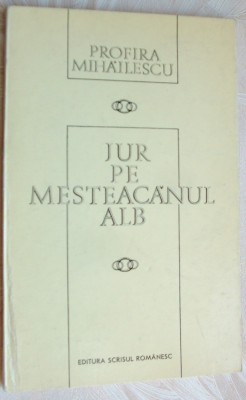 PROFIRA
MIHĂILESCU
JUR
PE
MESTEACĂNUL
ALB
EDITURA SCRISUL ROMÂNESC